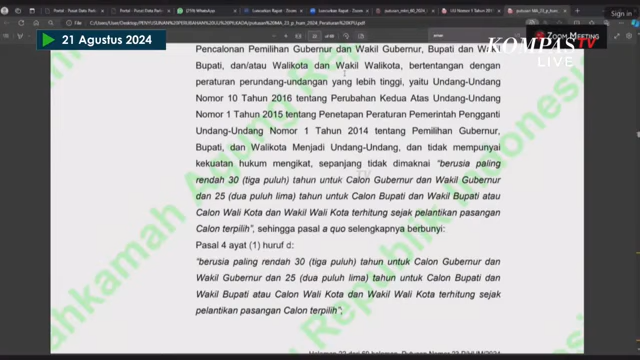 21 Agustus 2024
Sign in
KOMPAS TV
LIVE
ZOOM MEETING
Pencalonan Pemilihan Gubernur dan Wakil Gubernur, Bupati dan Wakil
Bupati, dan/atau Walikota dan Wakil Walikota, bertentangan dengan
peraturan perundang-undangan yang lebih tinggi, yaitu Undang-Undang
Nomor 10 Tahun 2016 tentang Perubahan Kedua Atas Undang-Undang
Nomor 1 Tahun 2015 tentang Penetapan Peraturan Pemerintah Pengganti
Undang-Undang Nomor 1 Tahun 2014 tentang Pemilihan Gubernur,
Bupati, dan Walikota Menjadi Undang-Undang, dan tidak mempunyai
kekuatan hukum mengikat, sepanjang tidak dimaknai “berusia paling
rendah 30 (tiga puluh) tahun untuk Calon Gubernur dan Wakil Gubernur
dan 25 (dua puluh lima) tahun untuk Calon Bupati dan Wakil Bupati atau
Calon Wali Kota dan Wakil Wali Kota terhitung sejak pelantikan pasangan
Calon terpilih”, sehingga pasal a quo selengkapnya berbunyi:
Pasal 4 ayat (1) huruf d:
“berusia paling rendah 30 (tiga puluh) tahun untuk Calon Gubernur dan
Wakil Gubernur dan 25 (dua puluh lima) tahun untuk Calon Bupati dan
Wakil Bupati atau Calon Wali Kota dan Wakil Wali Kota terhitung sejak
pelantikan pasangan Calon terpilih”;
Mahkamah Agung Republik Indonesia